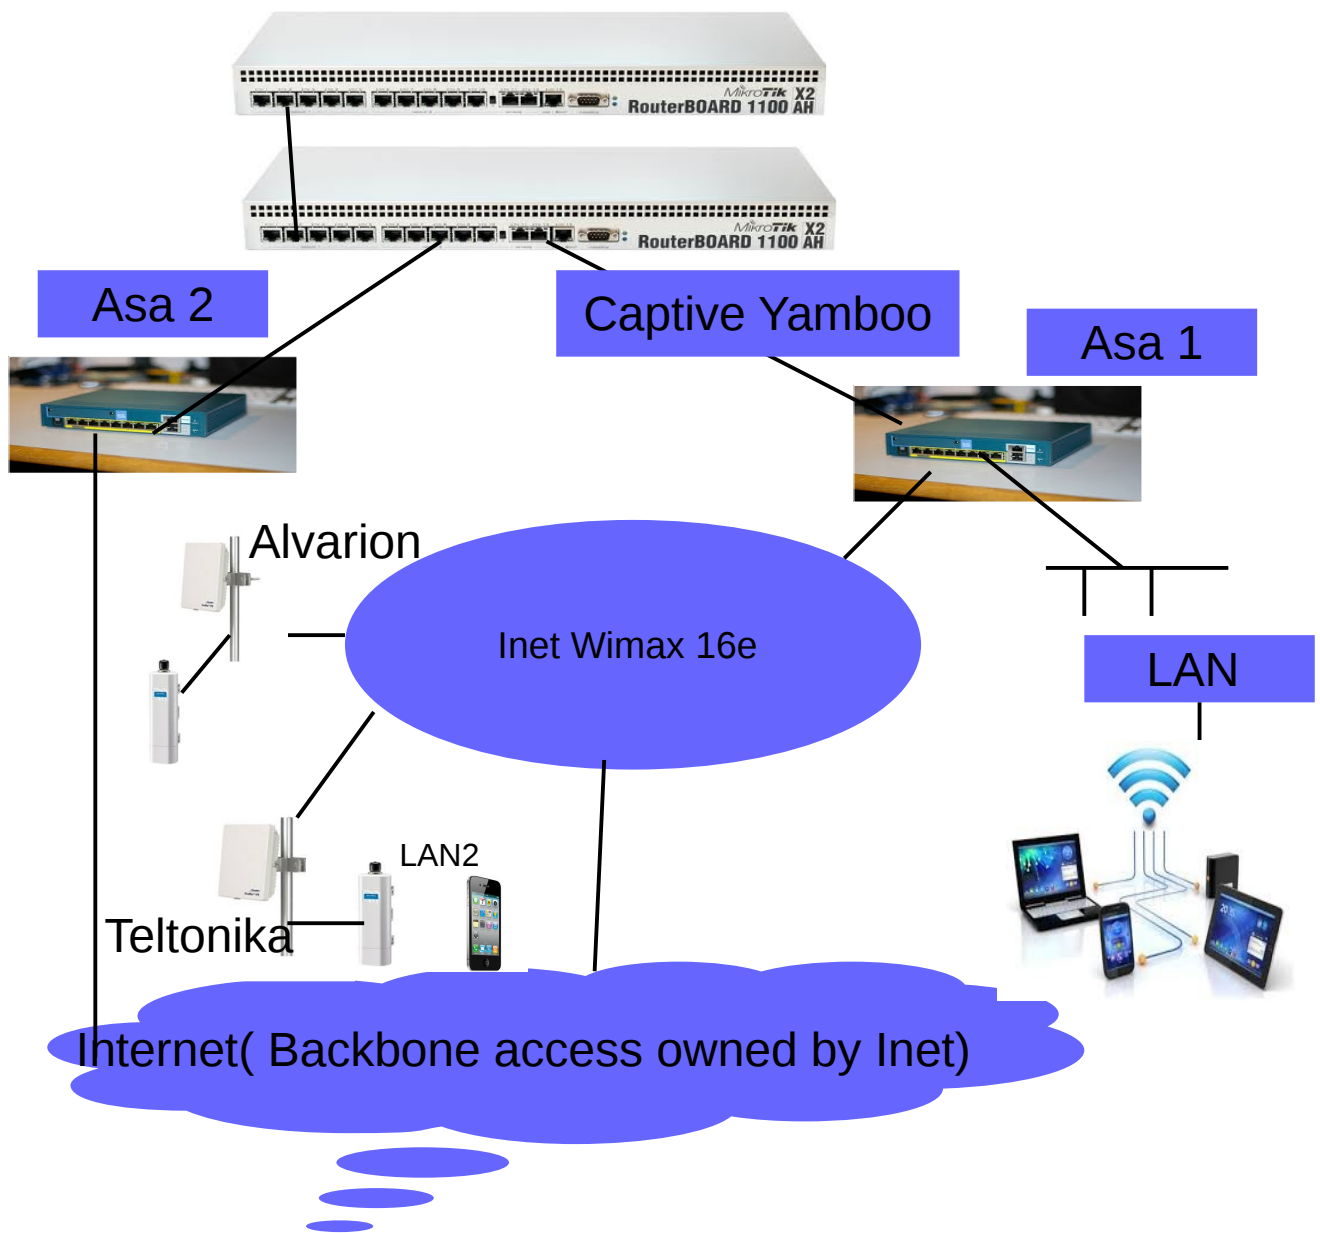 MikroTik X2
RouterBOARD 1100 AH
MikroTik X2
RouterBOARD 1100 AH
Asa 2
Captive Yamboo
Asa 1
Alvarion
Inet Wimax 16e
LAN
LAN2
Teltonika
Internet( Backbone access owned by Inet)